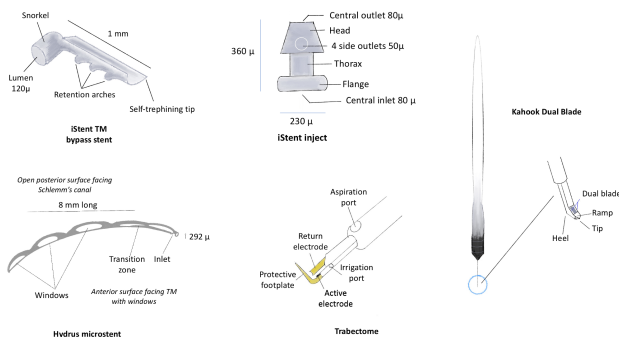 Snorkel
1 mm
Lumen
120µ
Retention arches
Self-trephining tip
iStent TM
bypass stent
Central outlet 80µ
Head
4 side outlets 50µ
360 µ
Thorax
Flange
Central inlet 80 µ
230 µ
iStent inject
Kahook Dual Blade
Dual blade
Ramp
Tip
Heel
Open posterior surface facing
Schlemm's canal
8 mm long
292 µ
Transition
zone
Inlet
Windows
Anterior surface facing TM
with windows
Hydrus microstent
Aspiration
port
Return
electrode
Irrigation
port
Protective
footplate
Active
electrode
Trabectome